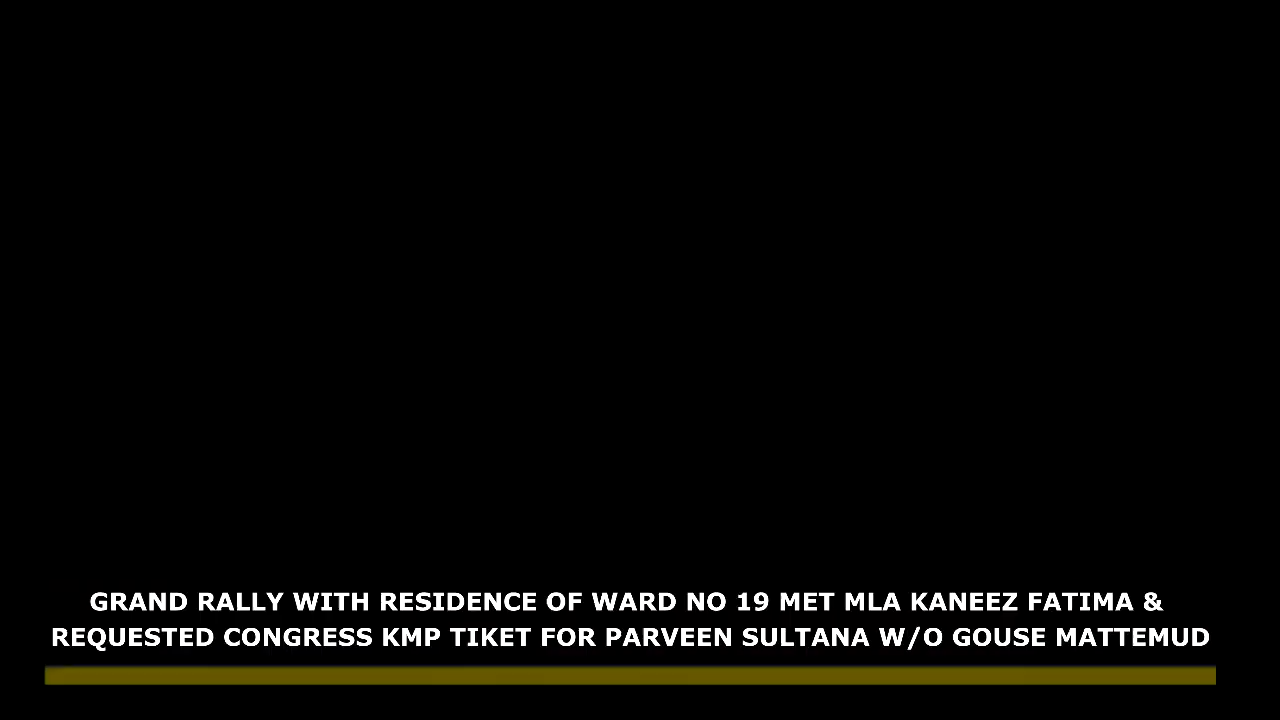 GRAND RALLY WITH RESIDENCE OF WARD NO 19 MET MLA KANEEZ FATIMA &
REQUESTED CONGRESS KMP TIKET FOR PARVEEN SULTANA W/O GOUSE MATTEMUD